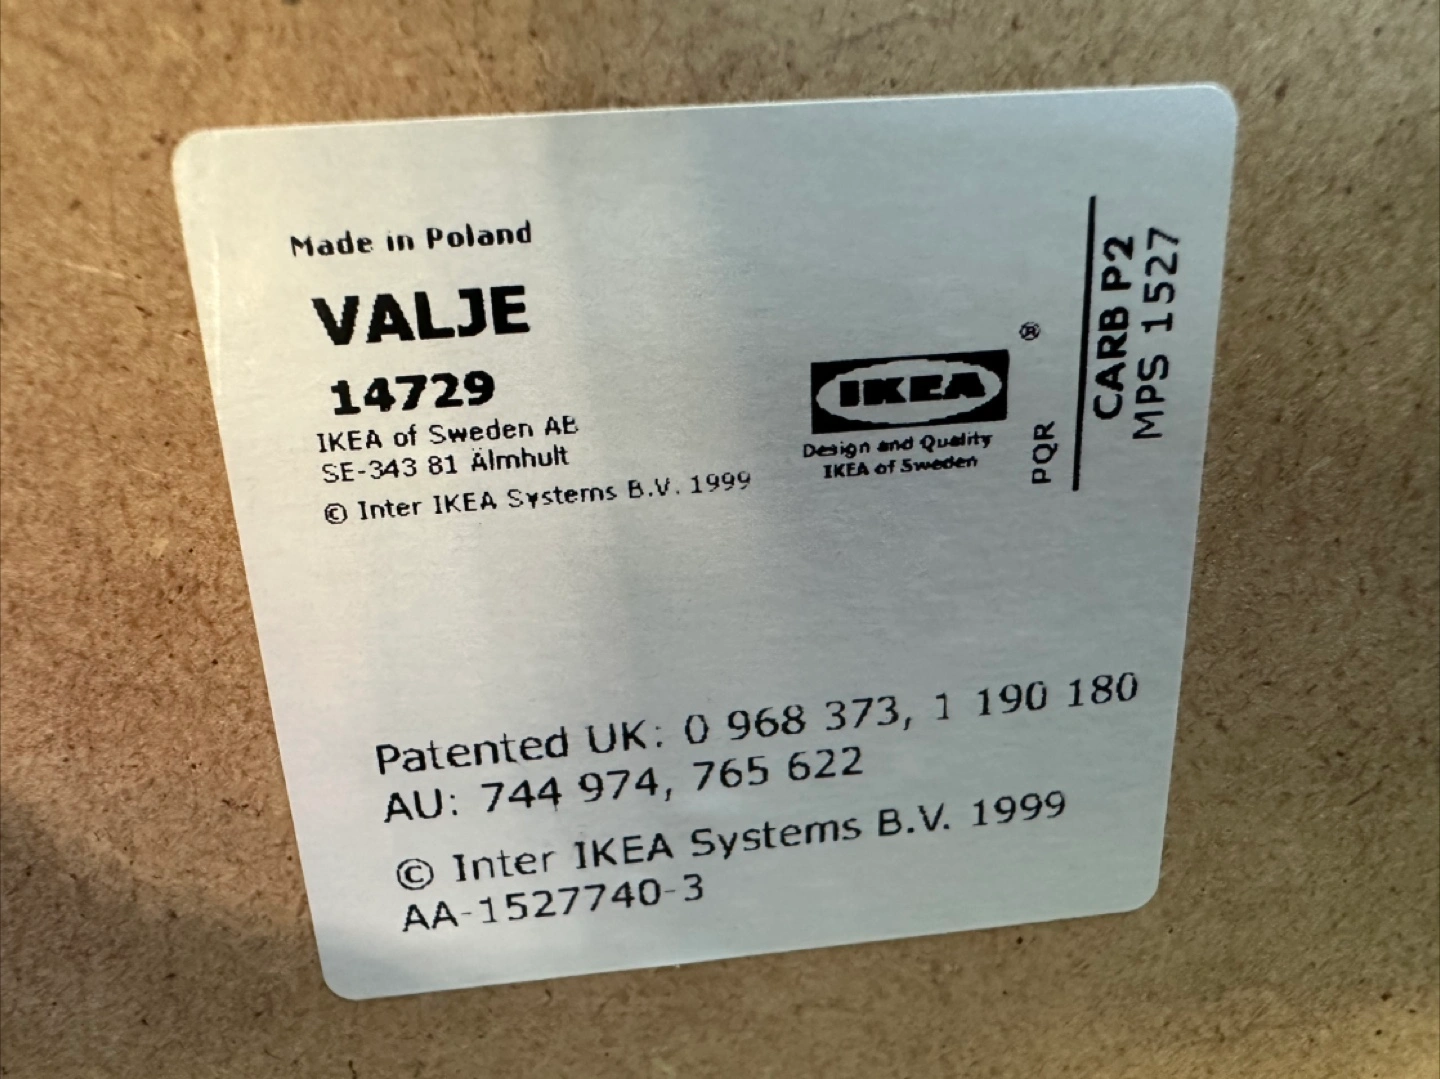 Made in Poland
VALJE
14729
IKEA of Sweden AB
SE-343 81 Älmhult
© Inter IKEA Systems B.V. 1999
®
IKEA
Design and Quality
IKEA of Sweden
PQR
CARB P2
MPS 1527
Patented UK: 0 968 373, 1 190 180
AU: 744 974, 765 622
© Inter IKEA Systems B.V. 1999
AA-1527740-3